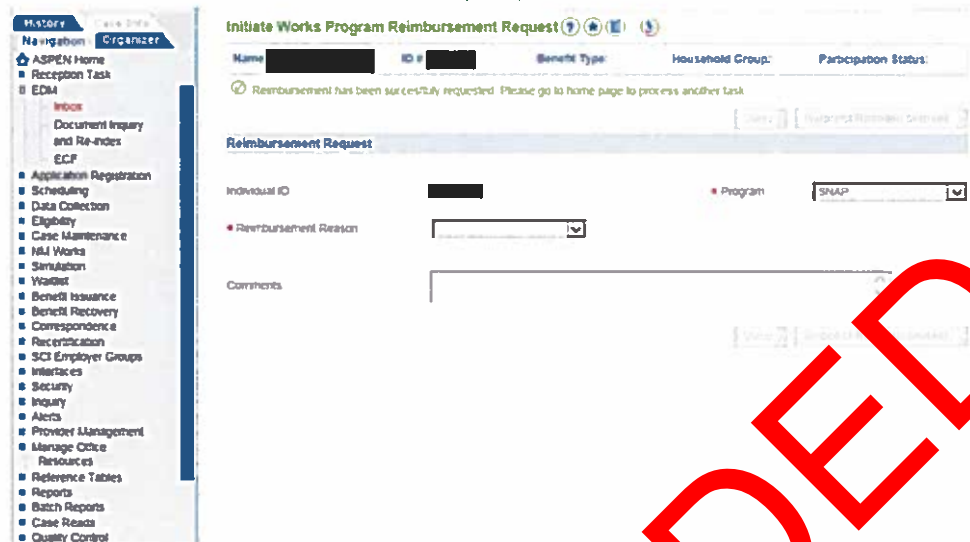 History Case Info
Navigation Organizer
ASPEN Home
Reception Task
EDM
Inbox
Document Inquiry
and Re-Index
ECF
Application Registration
Scheduling
Data Collection
Eligibility
Case Maintenance
NM Works
Simulation
Waitlist
Benefit Issuance
Benefit Recovery
Correspondence
Recertification
SCI Employer Groups
Interfaces
Security
Inquiry
Alerts
Provider Management
Manage Office
Resources
Reference Tables
Reports
Batch Reports
Case Reads
Quality Control
Initiate Works Program Reimbursement Request
Name ID # Benefit Type: Household Group: Participation Status:
Reimbursement has been succesfuly requested. Please go to home page to process another task
Reimbursement Request
Individual ID
* Program SNAP
* Reimbursement Reason
Comments
DED